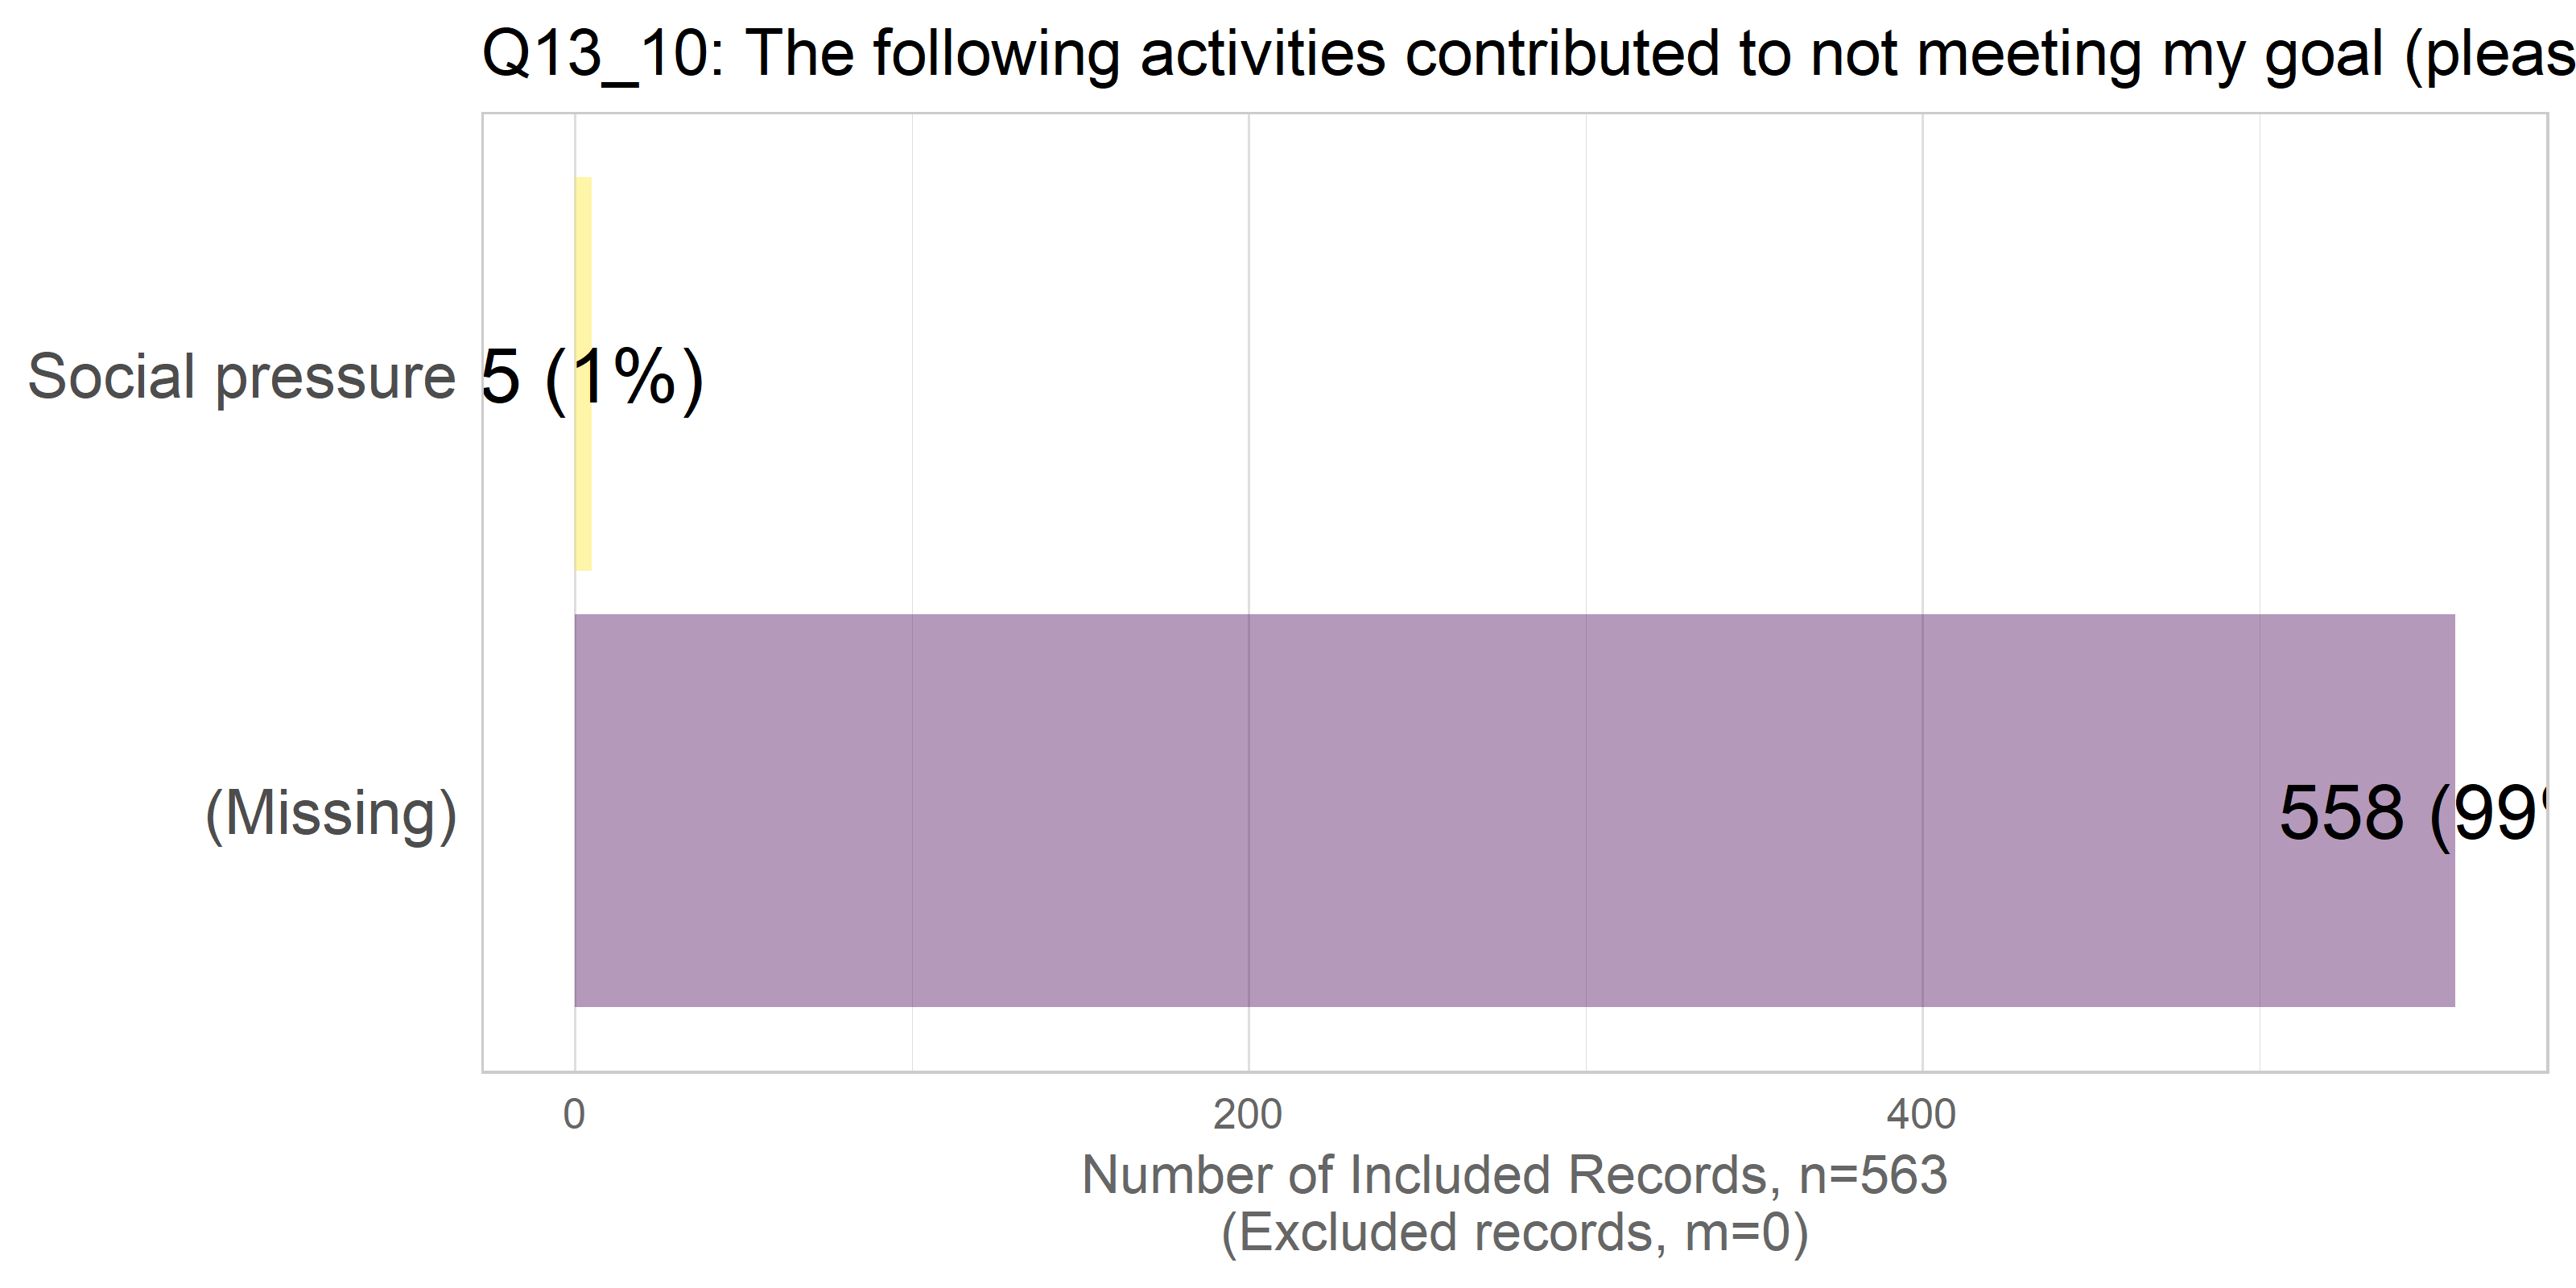 Q13_10: The following activities contributed to not meeting my goal (pleas
Social pressure 5 (1%)
(Missing) 558 (99
0 200 400
Number of Included Records, n=563
(Excluded records, m=0)